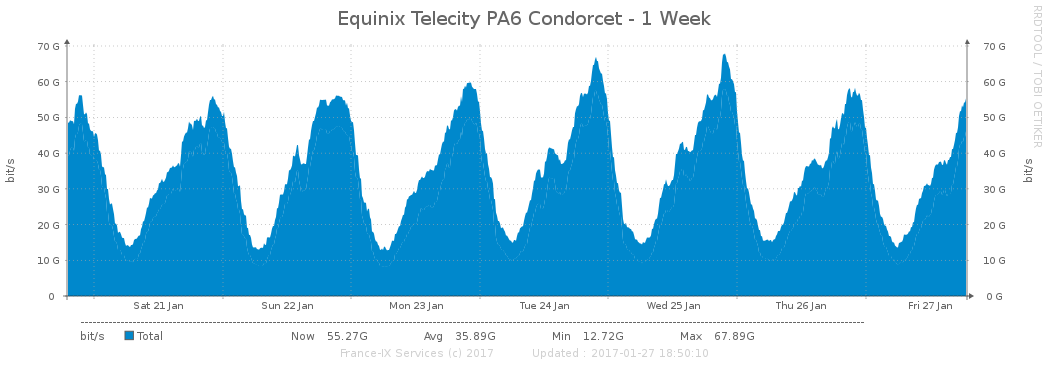 Equinix Telecity PA6 Condorcet - 1 Week
RRDTOOL / TOBI OETIKER
bit/s
70 G 70 G
60 G 60 G
50 G 50 G
40 G 40 G
30 G 30 G
20 G 20 G
10 G 10 G
0 0 G
bit/s
Sat 21 Jan Sun 22 Jan Mon 23 Jan Tue 24 Jan Wed 25 Jan Thu 26 Jan Fri 27 Jan
bit/s Total Now 55.27G Avg 35.89G Min 12.72G Max 67.89G
France-IX Services (c) 2017 Updated : 2017-01-27 18:50:10